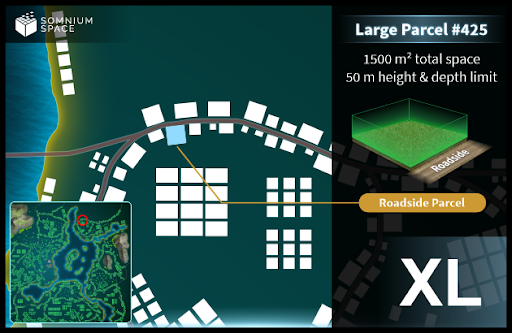 SOMNIUM
SPACE
Large Parcel #425
1500 m² total space
50 m height & depth limit
Roadside
Roadside Parcel
XL